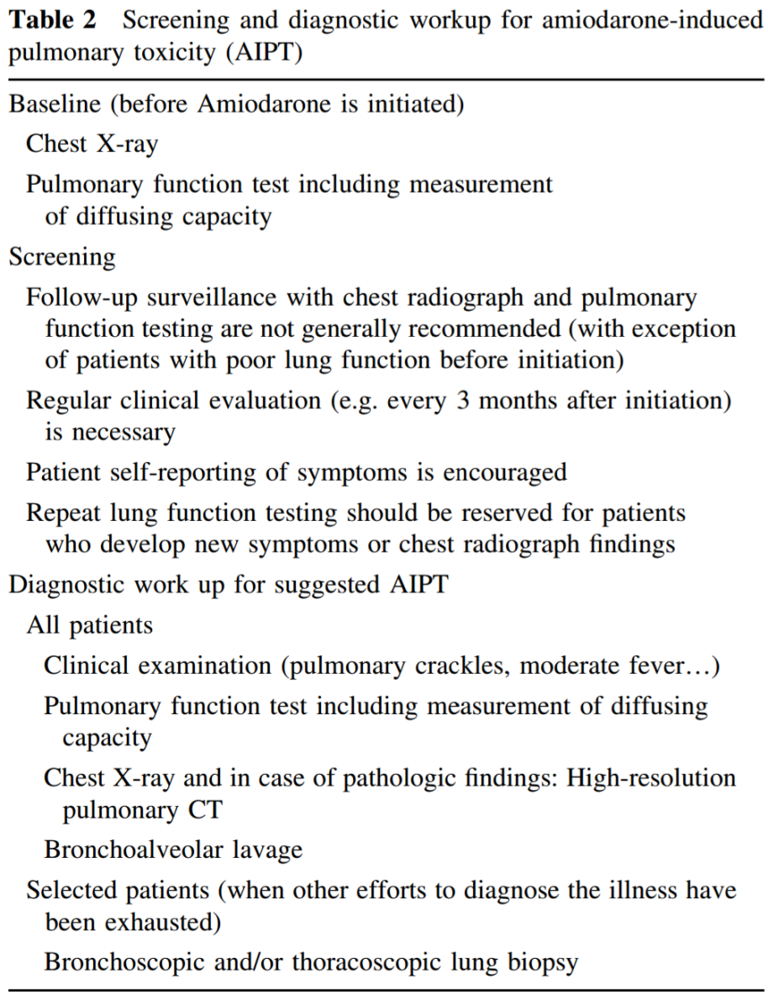 Table 2 Screening and diagnostic workup for amiodarone-induced
pulmonary toxicity (AIPT)
Baseline (before Amiodarone is initiated)
Chest X-ray
Pulmonary function test including measurement
of diffusing capacity
Screening
Follow-up surveillance with chest radiograph and pulmonary
function testing are not generally recommended (with exception
of patients with poor lung function before initiation)
Regular clinical evaluation (e.g. every 3 months after initiation)
is necessary
Patient self-reporting of symptoms is encouraged
Repeat lung function testing should be reserved for patients
who develop new symptoms or chest radiograph findings
Diagnostic work up for suggested AIPT
All patients
Clinical examination (pulmonary crackles, moderate fever…)
Pulmonary function test including measurement of diffusing
capacity
Chest X-ray and in case of pathologic findings: High-resolution
pulmonary CT
Bronchoalveolar lavage
Selected patients (when other efforts to diagnose the illness have
been exhausted)
Bronchoscopic and/or thoracoscopic lung biopsy